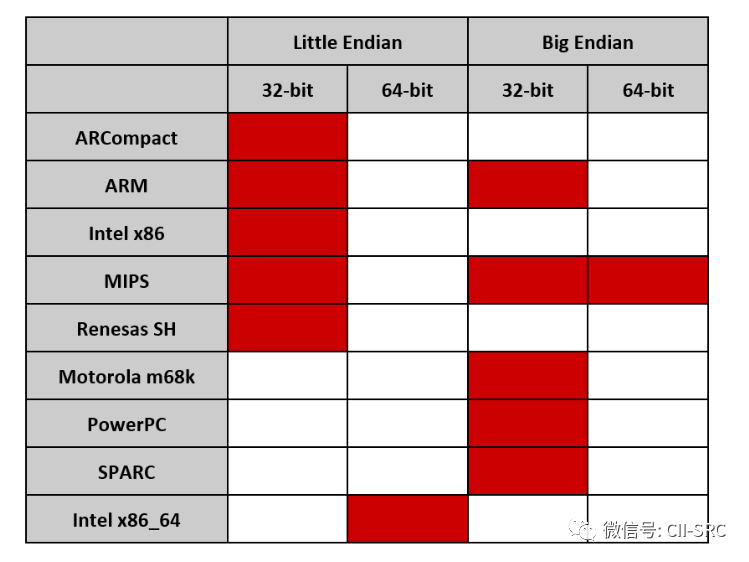 Little Endian Big Endian
32-bit 64-bit 32-bit 64-bit
ARCompact
ARM
Intel x86
MIPS
Renesas SH
Motorola m68k
PowerPC
SPARC
Intel x86_64
微信号: CII-SRC